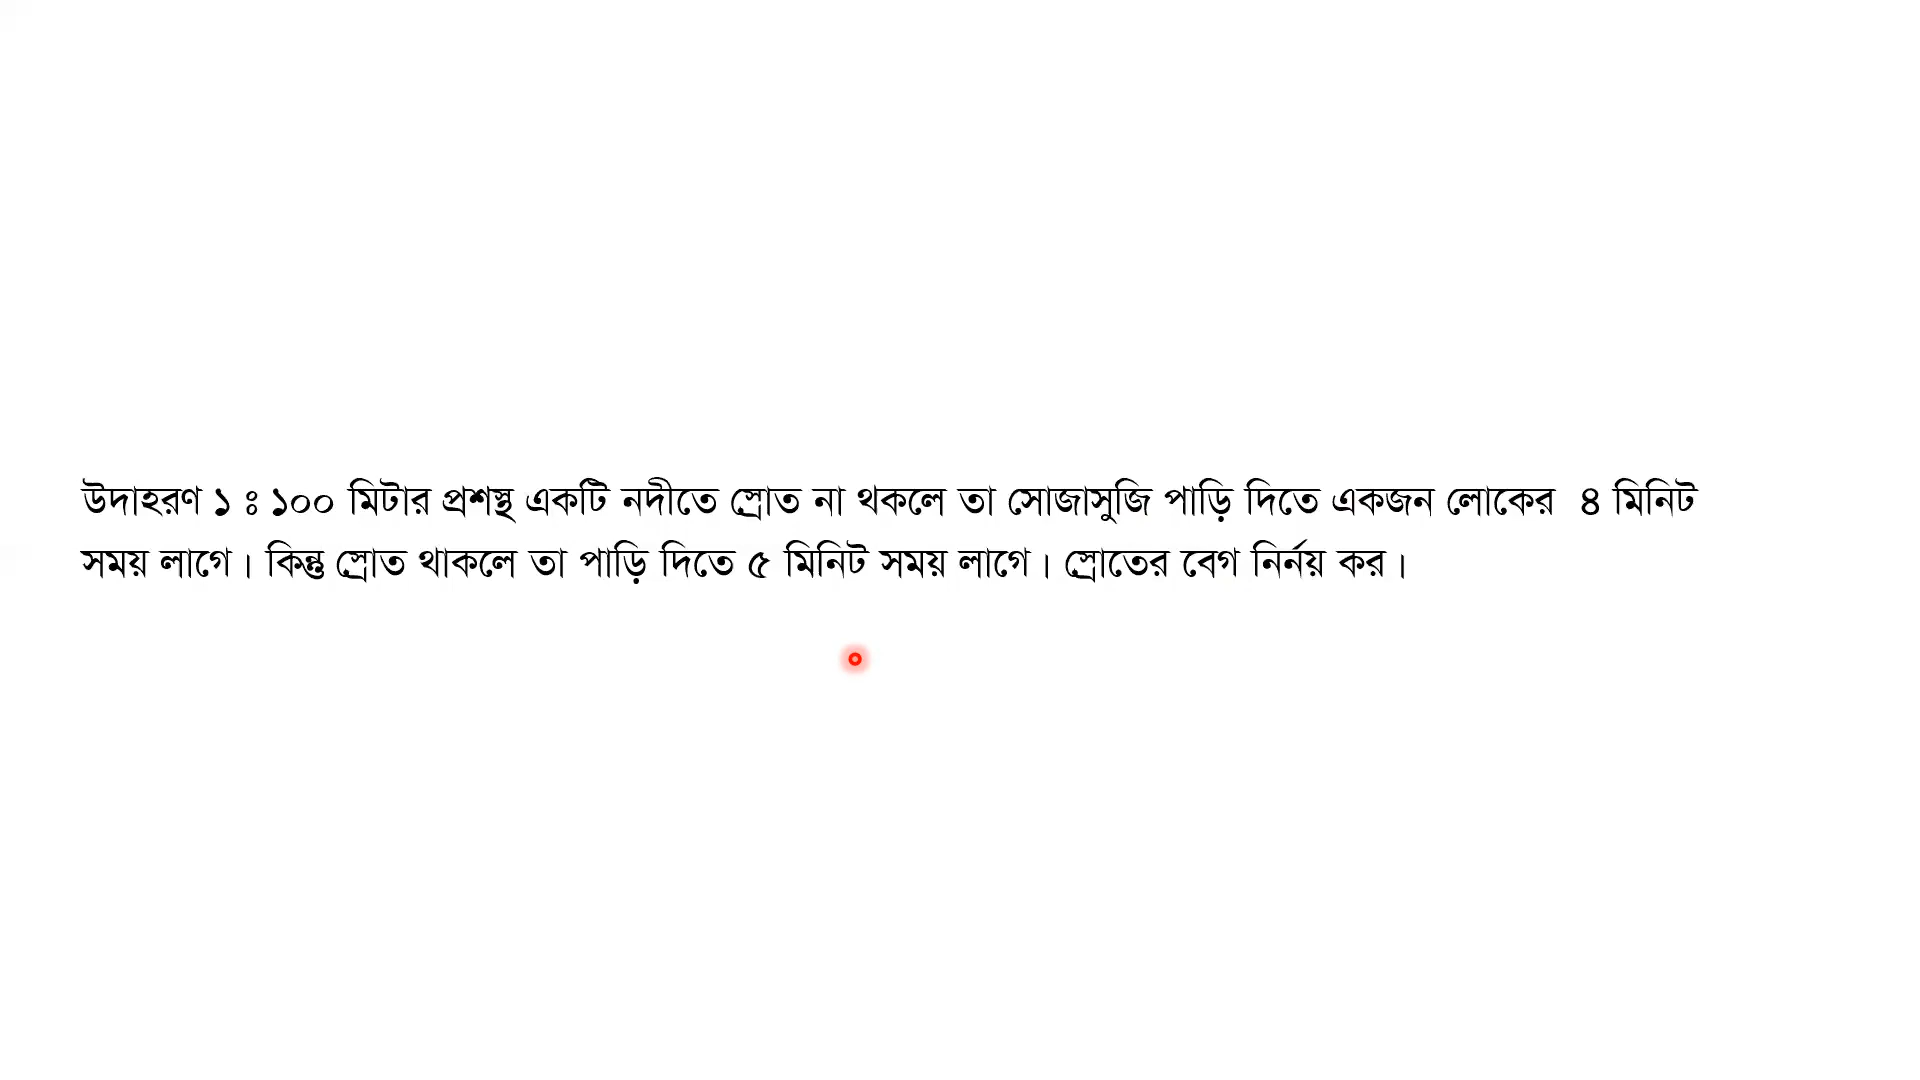 উদাহরণ ১ ঃ ১০০ মিটার প্রশস্থ একটি নদীতে স্রোত না থকলে তা সোজাসুজি পাড়ি দিতে একজন লোকের ৪ মিনিট
সময় লাগে। কিন্তু স্রোত থাকলে তা পাড়ি দিতে ৫ মিনিট সময় লাগে। স্রোতের বেগ নির্নয় কর।